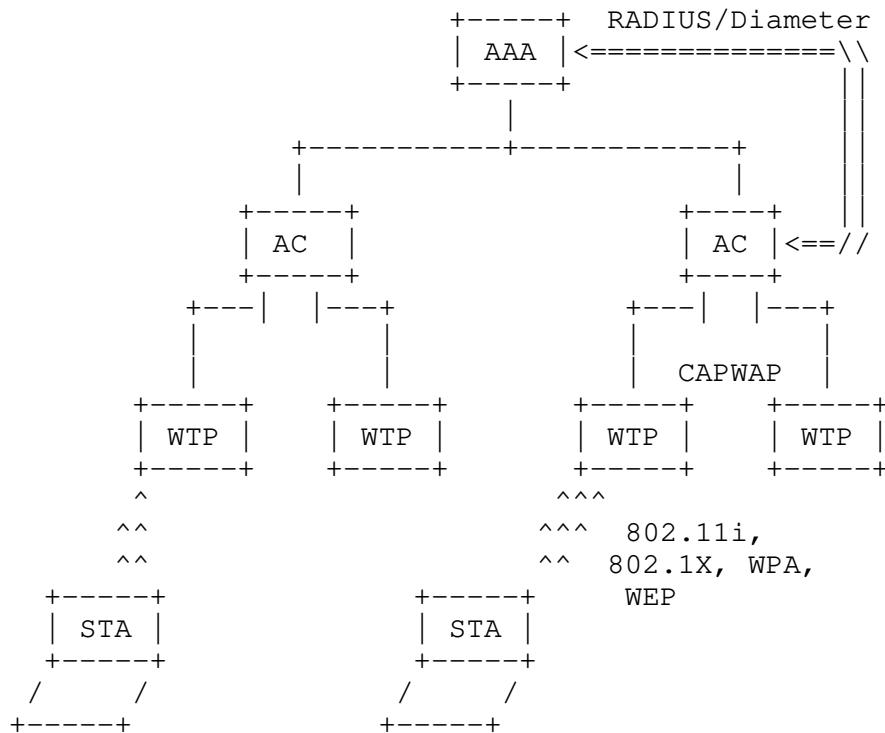 RADIUS/Diameter
AAA
AC AC
CAPWAP
WTP WTP WTP WTP
802.11i,
802.1X, WPA,
WEP
STA STA